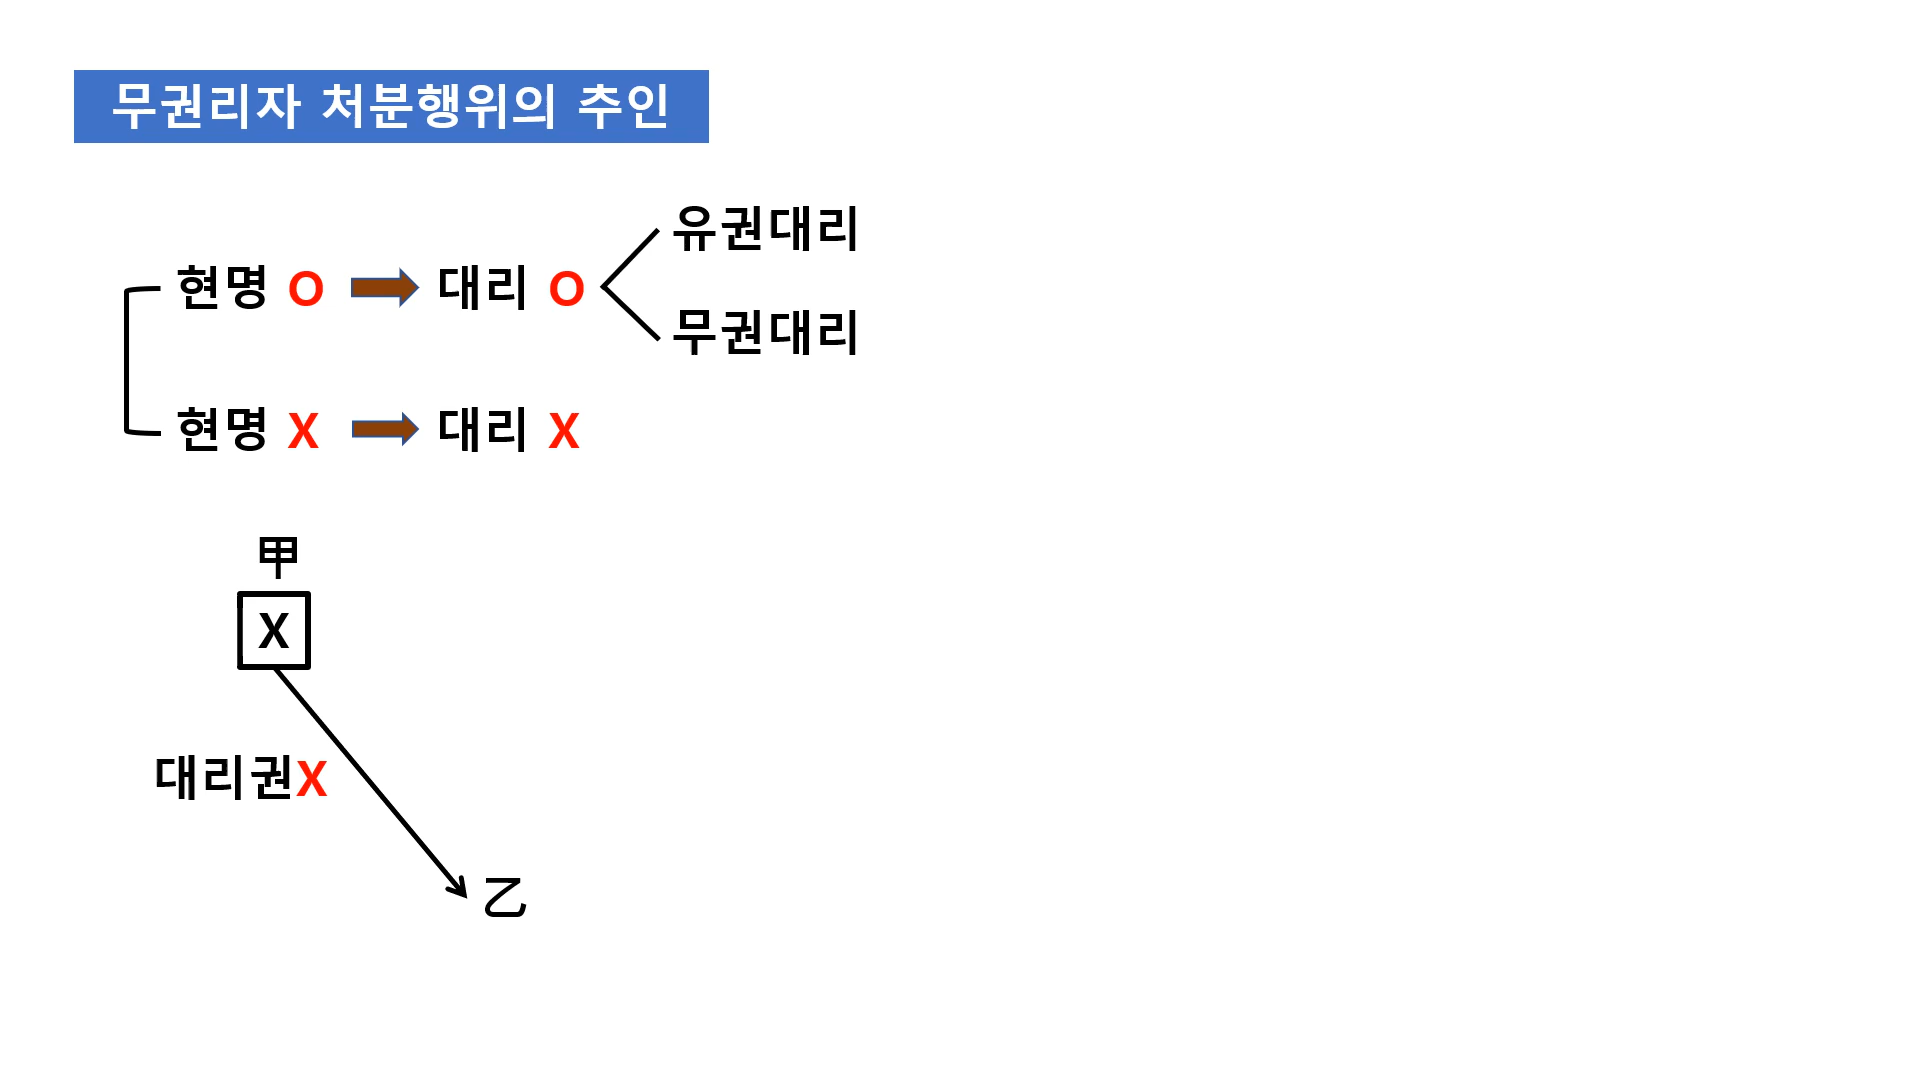 무권리자 처분행위의 추인
유권대리
현명 O 대리 O
무권대리
현명 X 대리 X
甲
X
대리권X
乙